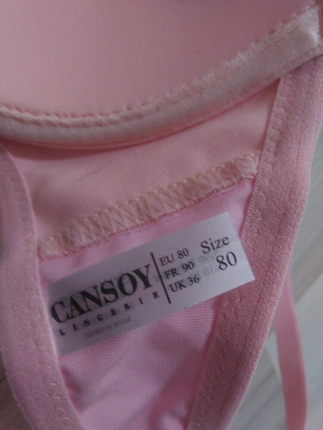 CANSOY
LINGERIE
EU 80
FR 90
UK 36
Size
80